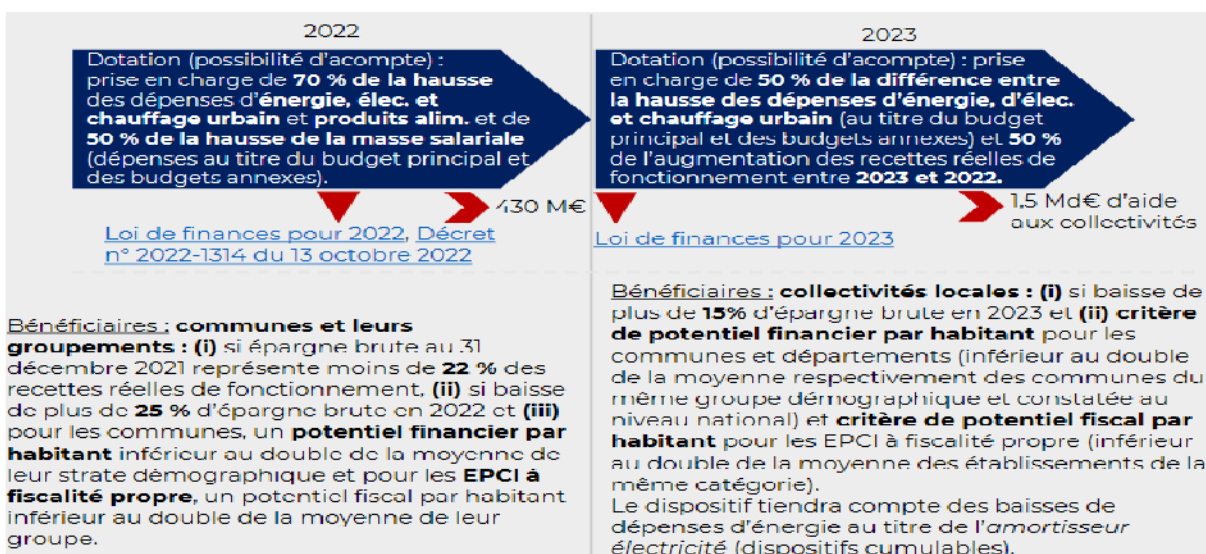 2022
Dotation (possibilité d'acompte) :
prise en charge de 70 % de la hausse
des dépenses d'énergie, élec. et
chauffage urbain et produits alim. et de
50 % de la hausse de la masse salariale
(dépenses au titre du budget principal et
des budgets annexes).
430 M€
Loi de finances pour 2022, Décret
n° 2022-1314 du 13 octobre 2022
Bénéficiaires : communes et leurs
groupements : (i) si épargne brute au 31
décembre 2021 représente moins de 22 % des
recettes réelles de fonctionnement, (ii) si baisse
de plus de 25 % d'épargne brute en 2022 et (iii)
pour les communes, un potentiel financier par
habitant inférieur au double de la moyenne de
leur strate démographique et pour les EPCI à
fiscalité propre, un potentiel fiscal par habitant
inférieur au double de la moyenne de leur
groupe.
2023
Dotation (possibilité d'acompte) : prise
en charge de 50 % de la différence entre
la hausse des dépenses d'énergie, d'élec.
et chauffage urbain (au titre du budget
principal et des budgets annexes) et 50 %
de l'augmentation des recettes réelles de
fonctionnement entre 2023 et 2022.
1,5 Md€ d'aide
aux collectivités
Loi de finances pour 2023
Bénéficiaires : collectivités locales : (i) si baisse de
plus de 15% d'épargne brute en 2023 et (ii) critère
de potentiel financier par habitant pour les
communes et départements (inférieur au double
de la moyenne respectivement des communes du
même groupe démographique et constatée au
niveau national) et critère de potentiel fiscal par
habitant pour les EPCI à fiscalité propre (inférieur
au double de la moyenne des établissements de la
même catégorie).
Le dispositif tiendra compte des baisses de
dépenses d'énergie au titre de l'amortisseur
électricité (dispositifs cumulables).